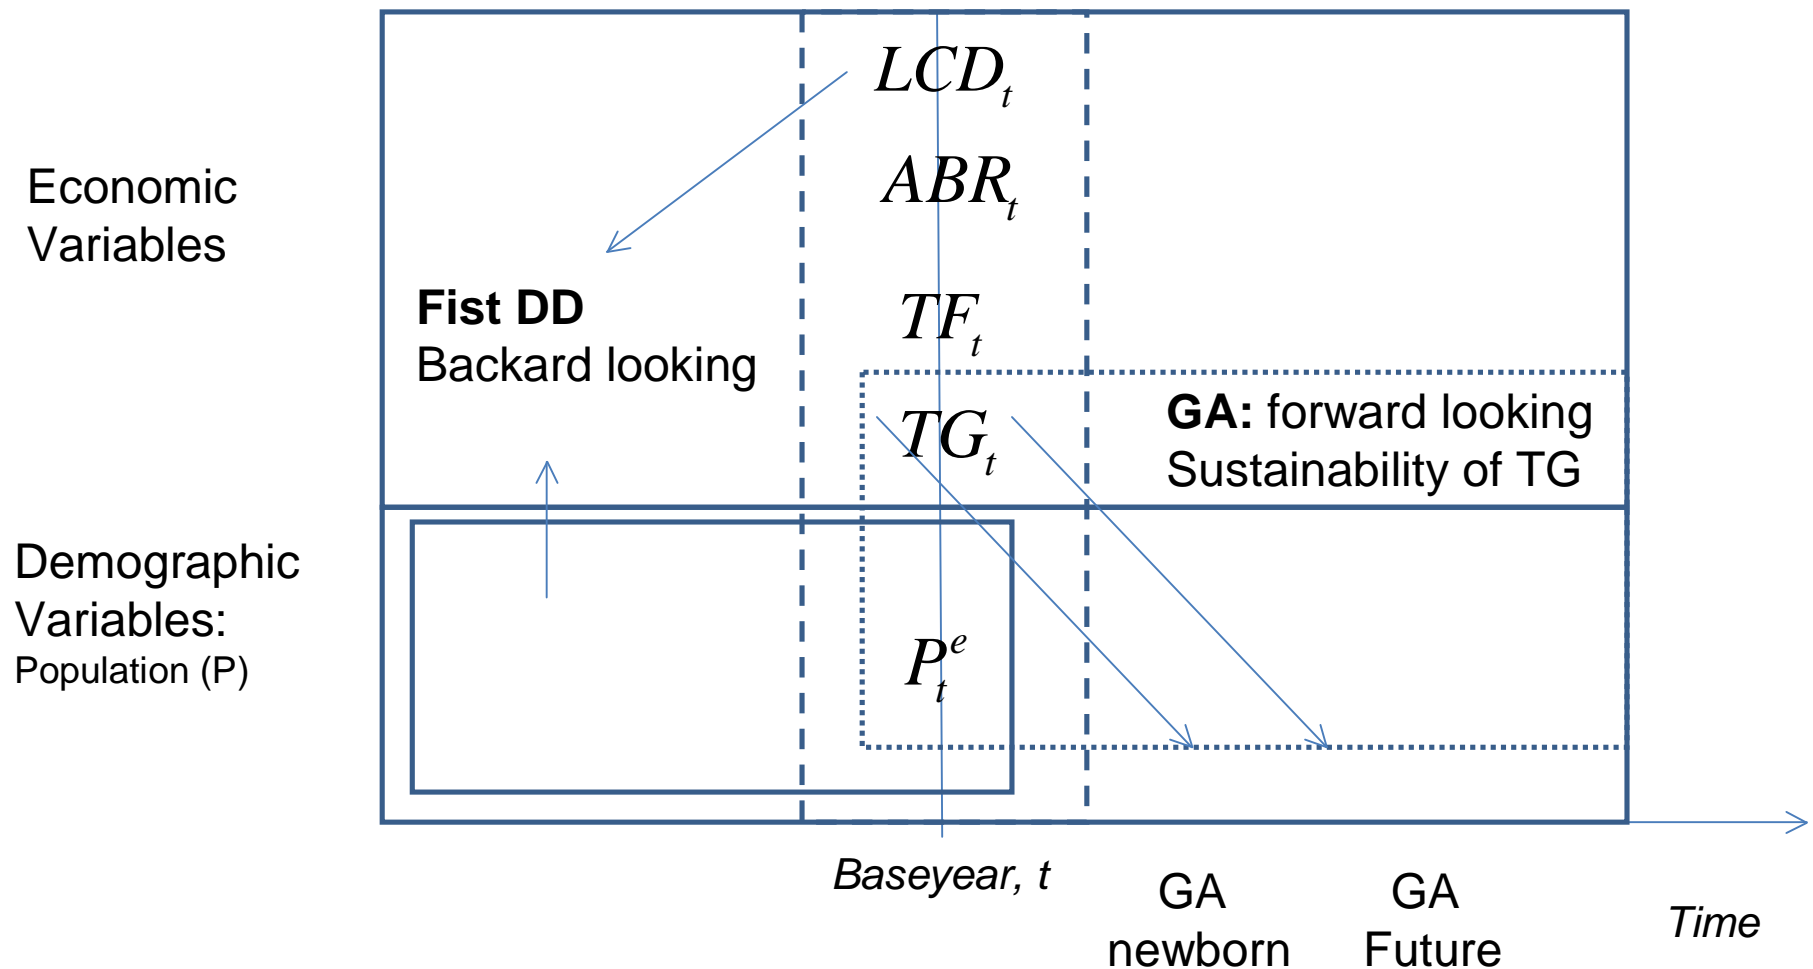 LCD_t
Economic
Variables
ABR_t
Fist DD
Backard looking
TF_t
TG_t
GA: forward looking
Sustainability of TG
Demographic
Variables:
Population (P)
P_t^e
Baseyear, t
GA
newborn
GA
Future
Time